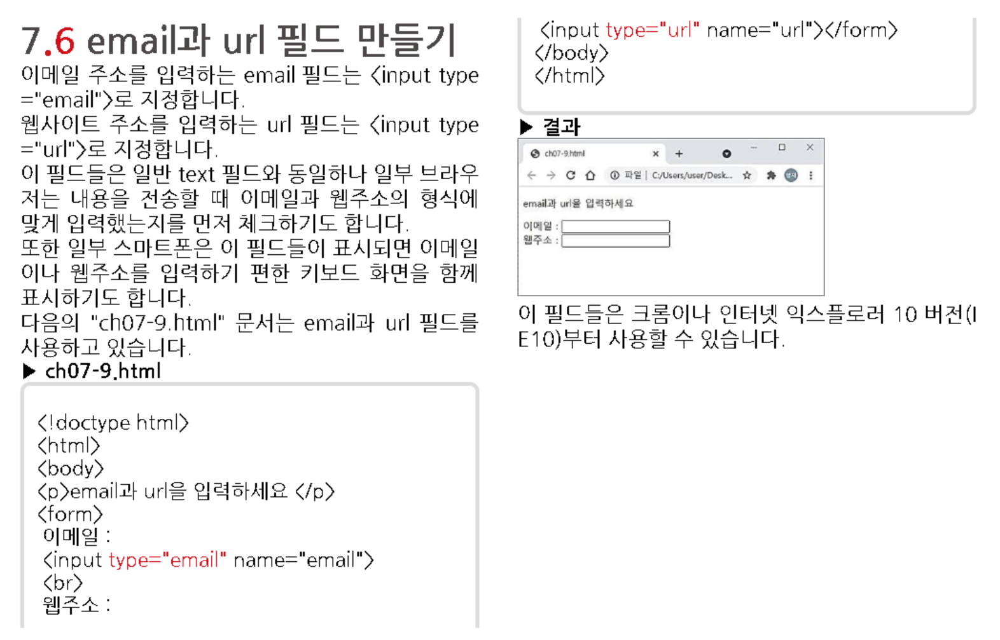 7.6 email과 url 필드 만들기
이메일 주소를 입력하는 email 필드는 <input type
="email">로 지정합니다.
웹사이트 주소를 입력하는 url 필드는 <input type
="url">로 지정합니다.
이 필드들은 일반 text 필드와 동일하나 일부 브라우
저는 내용을 전송할 때 이메일과 웹주소의 형식에
맞게 입력했는지를 먼저 체크하기도 합니다.
또한 일부 스마트폰은 이 필드들이 표시되면 이메일
이나 웹주소를 입력하기 편한 키보드 화면을 함께
표시하기도 합니다.
다음의 "ch07-9.html" 문서는 email과 url 필드를
사용하고 있습니다.
▶ ch07-9.html
<!doctype html>
<html>
<body>
<p>email과 url을 입력하세요 </p>
<form>
이메일 :
<input type="email" name="email">
<br>
웹주소 :
<input type="url" name="url"></form>
</body>
</html>
▶ 결과
ch07-9.html
파일 | C:/Users/user/Desk...
email과 url을 입력하세요
이메일 :
웹주소 :
이 필드들은 크롬이나 인터넷 익스플로러 10 버전(I
E10)부터 사용할 수 있습니다.